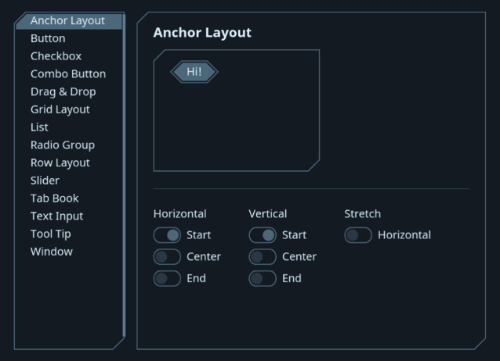 Anchor Layout
Button
Checkbox
Combo Button
Drag & Drop
Grid Layout
List
Radio Group
Row Layout
Slider
Tab Book
Text Input
Tool Tip
Window
Anchor Layout
Hi!
Horizontal
Start
Center
End
Vertical
Start
Center
End
Stretch
Horizontal